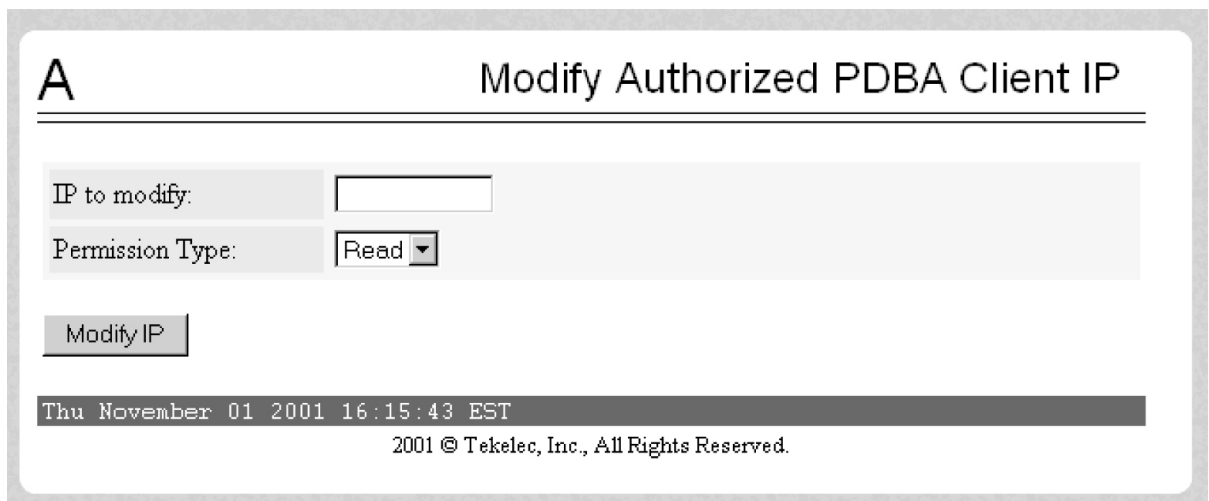 A
Modify Authorized PDBA Client IP
IP to modify:
Permission Type: Read
Modify IP
Thu November 01 2001 16:15:43 EST
2001 © Tekelec, Inc., All Rights Reserved.